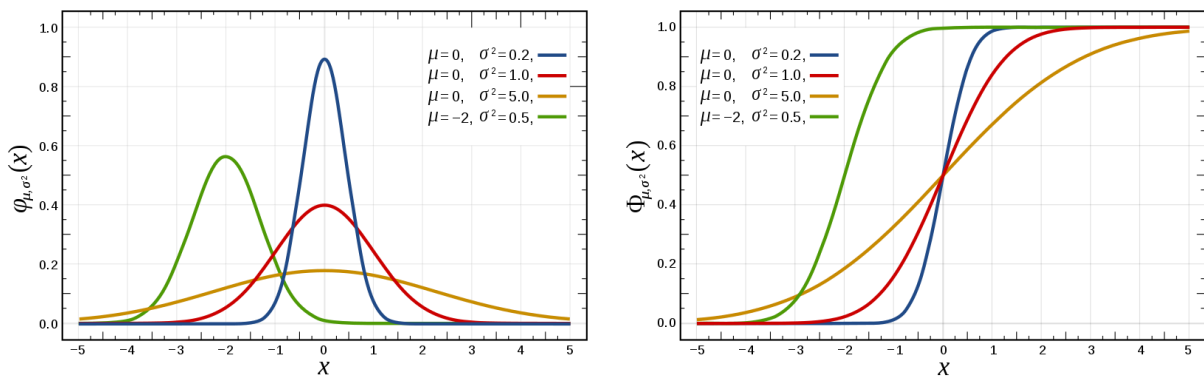 1.0
0.8
0.6
0.4
0.2
0.0
φμ,σ²(x)
μ=0, σ²=0.2,
μ=0, σ²=1.0,
μ=0, σ²=5.0,
μ=−2, σ²=0.5,
−5 −4 −3 −2 −1 0 1 2 3 4 5
x
1.0
0.8
0.6
0.4
0.2
0.0
Φμ,σ²(x)
μ=0, σ²=0.2,
μ=0, σ²=1.0,
μ=0, σ²=5.0,
μ=−2, σ²=0.5,
−5 −4 −3 −2 −1 0 1 2 3 4 5
x